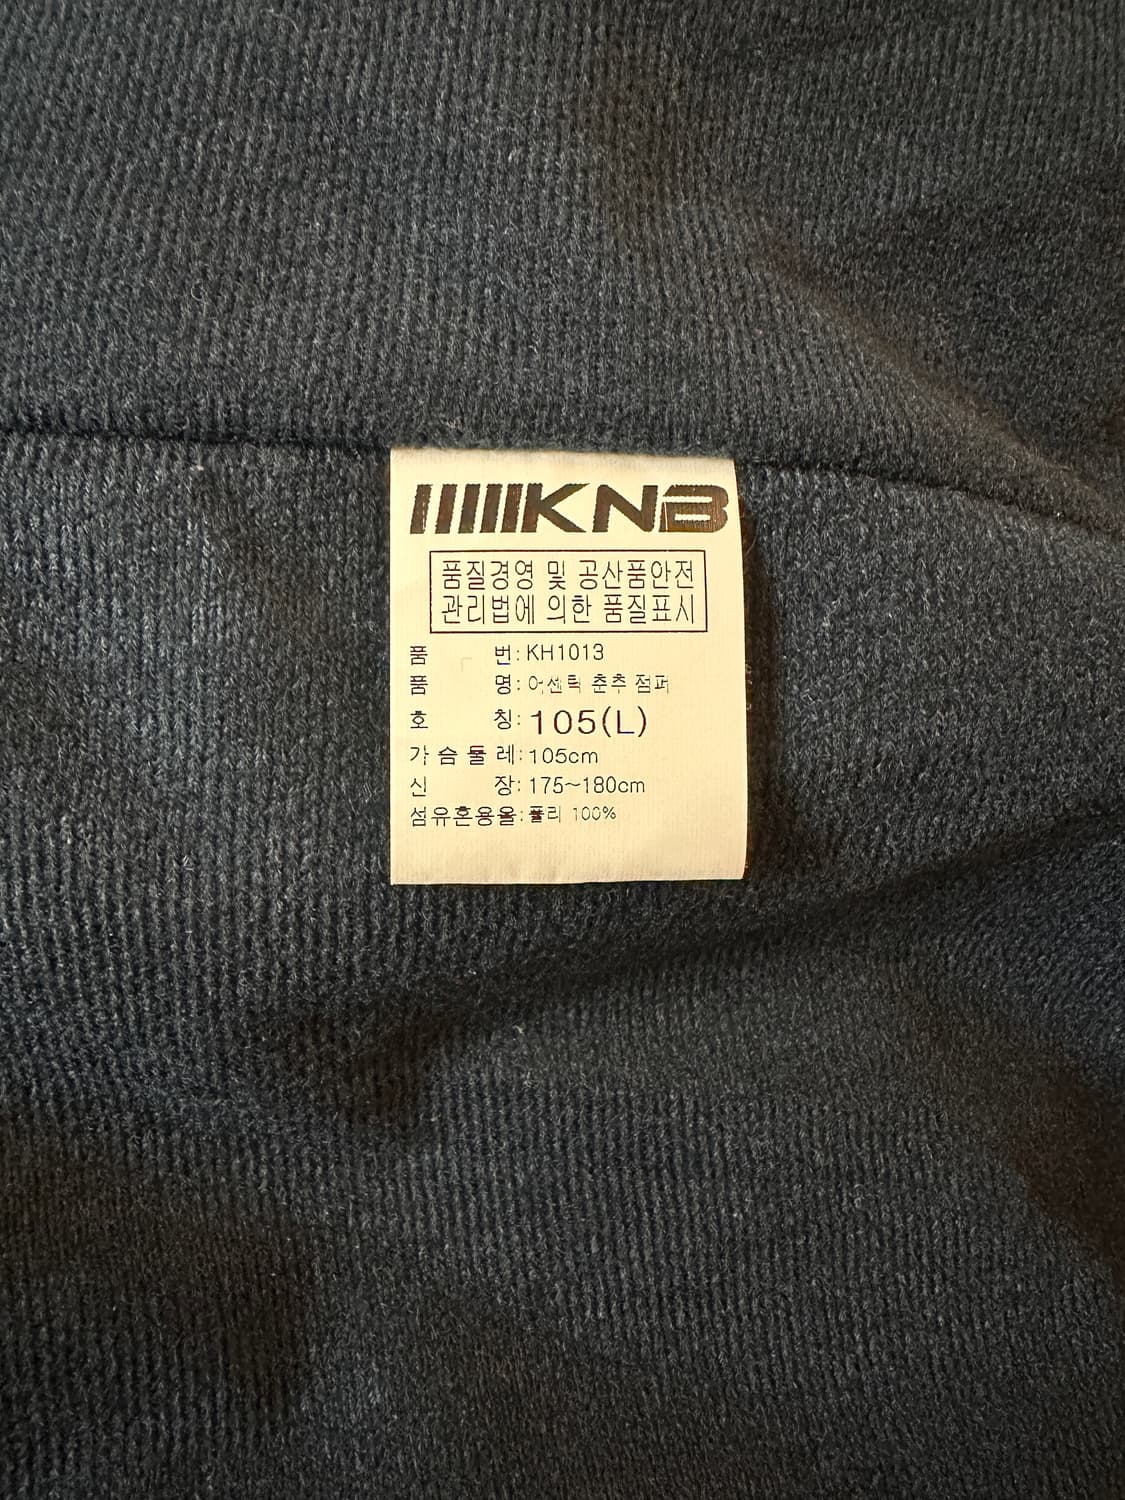 KNB
품질경영 및 공산품안전
관리법에 의한 품질표시
품 번: KH1013
품 명: 어센틱 춘추 점퍼
호 칭: 105(L)
가슴둘레: 105cm
신 장: 175~180cm
섬유혼용율: 폴리 100%